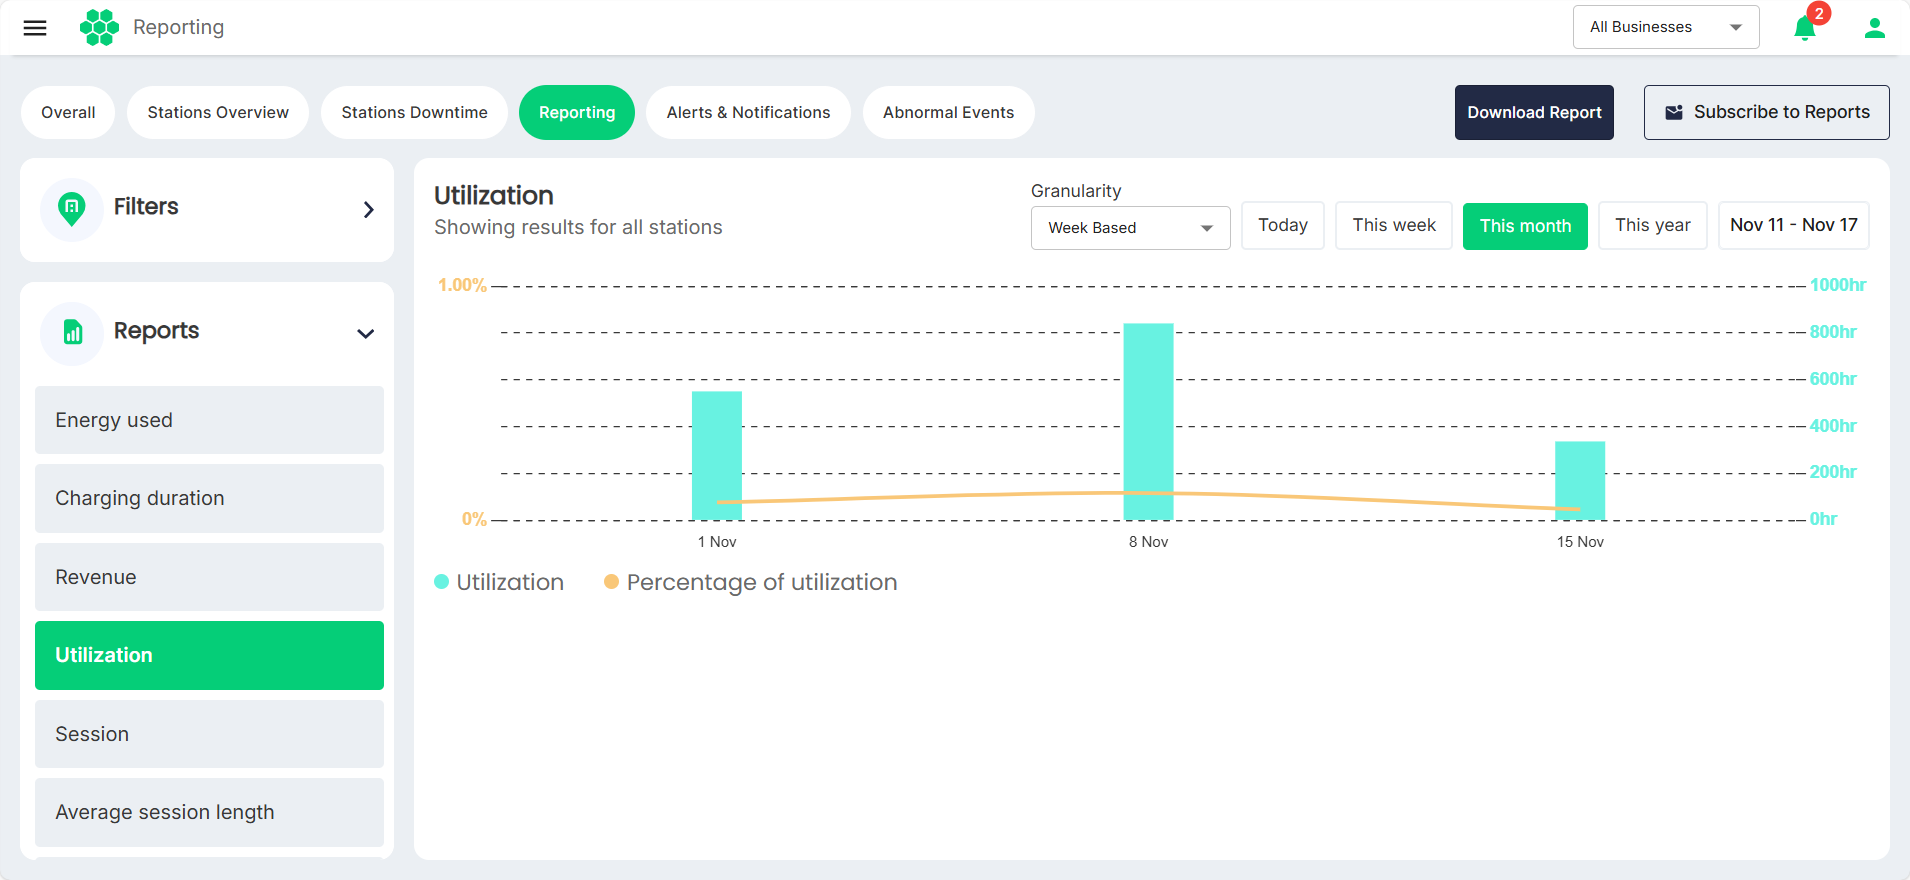 Reporting
All Businesses
2
Overall
Stations Overview
Stations Downtime
Reporting
Alerts & Notifications
Abnormal Events
Download Report
Subscribe to Reports
Filters
Reports
Energy used
Charging duration
Revenue
Utilization
Session
Average session length
Utilization
Showing results for all stations
Granularity
Week Based
Today
This week
This month
This year
Nov 11 - Nov 17
1.00%
0%
1000hr
800hr
600hr
400hr
200hr
0hr
1 Nov
8 Nov
15 Nov
Utilization
Percentage of utilization